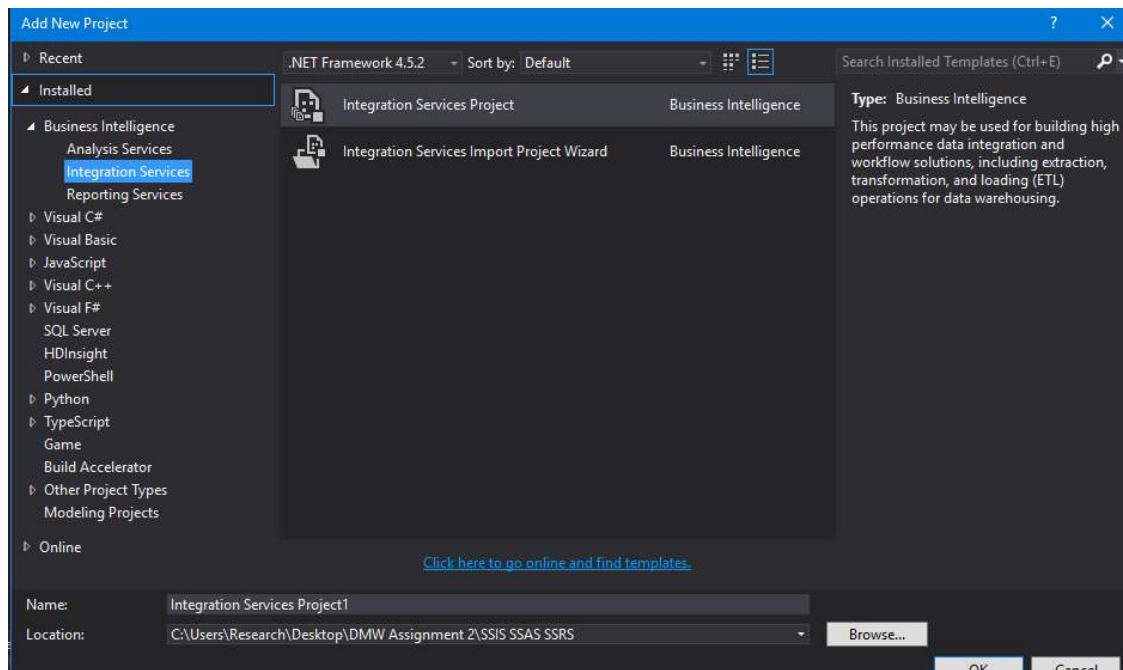 Add New Project
?
Recent
.NET Framework 4.5.2
Sort by: Default
Search Installed Templates (Ctrl+E)
Installed
Business Intelligence
Analysis Services
Integration Services
Reporting Services
Visual C#
Visual Basic
JavaScript
Visual C++
Visual F#
SQL Server
HDInsight
PowerShell
Python
TypeScript
Game
Build Accelerator
Other Project Types
Modeling Projects
Online
Integration Services Project Business Intelligence
Integration Services Import Project Wizard Business Intelligence
Click here to go online and find templates.
Type: Business Intelligence
This project may be used for building high
performance data integration and
workflow solutions, including extraction,
transformation, and loading (ETL)
operations for data warehousing.
Name: Integration Services Project1
Location: C:\Users\Research\Desktop\DMW Assignment 2\SSIS SSAS SSRS
Browse...
OK
Cancel